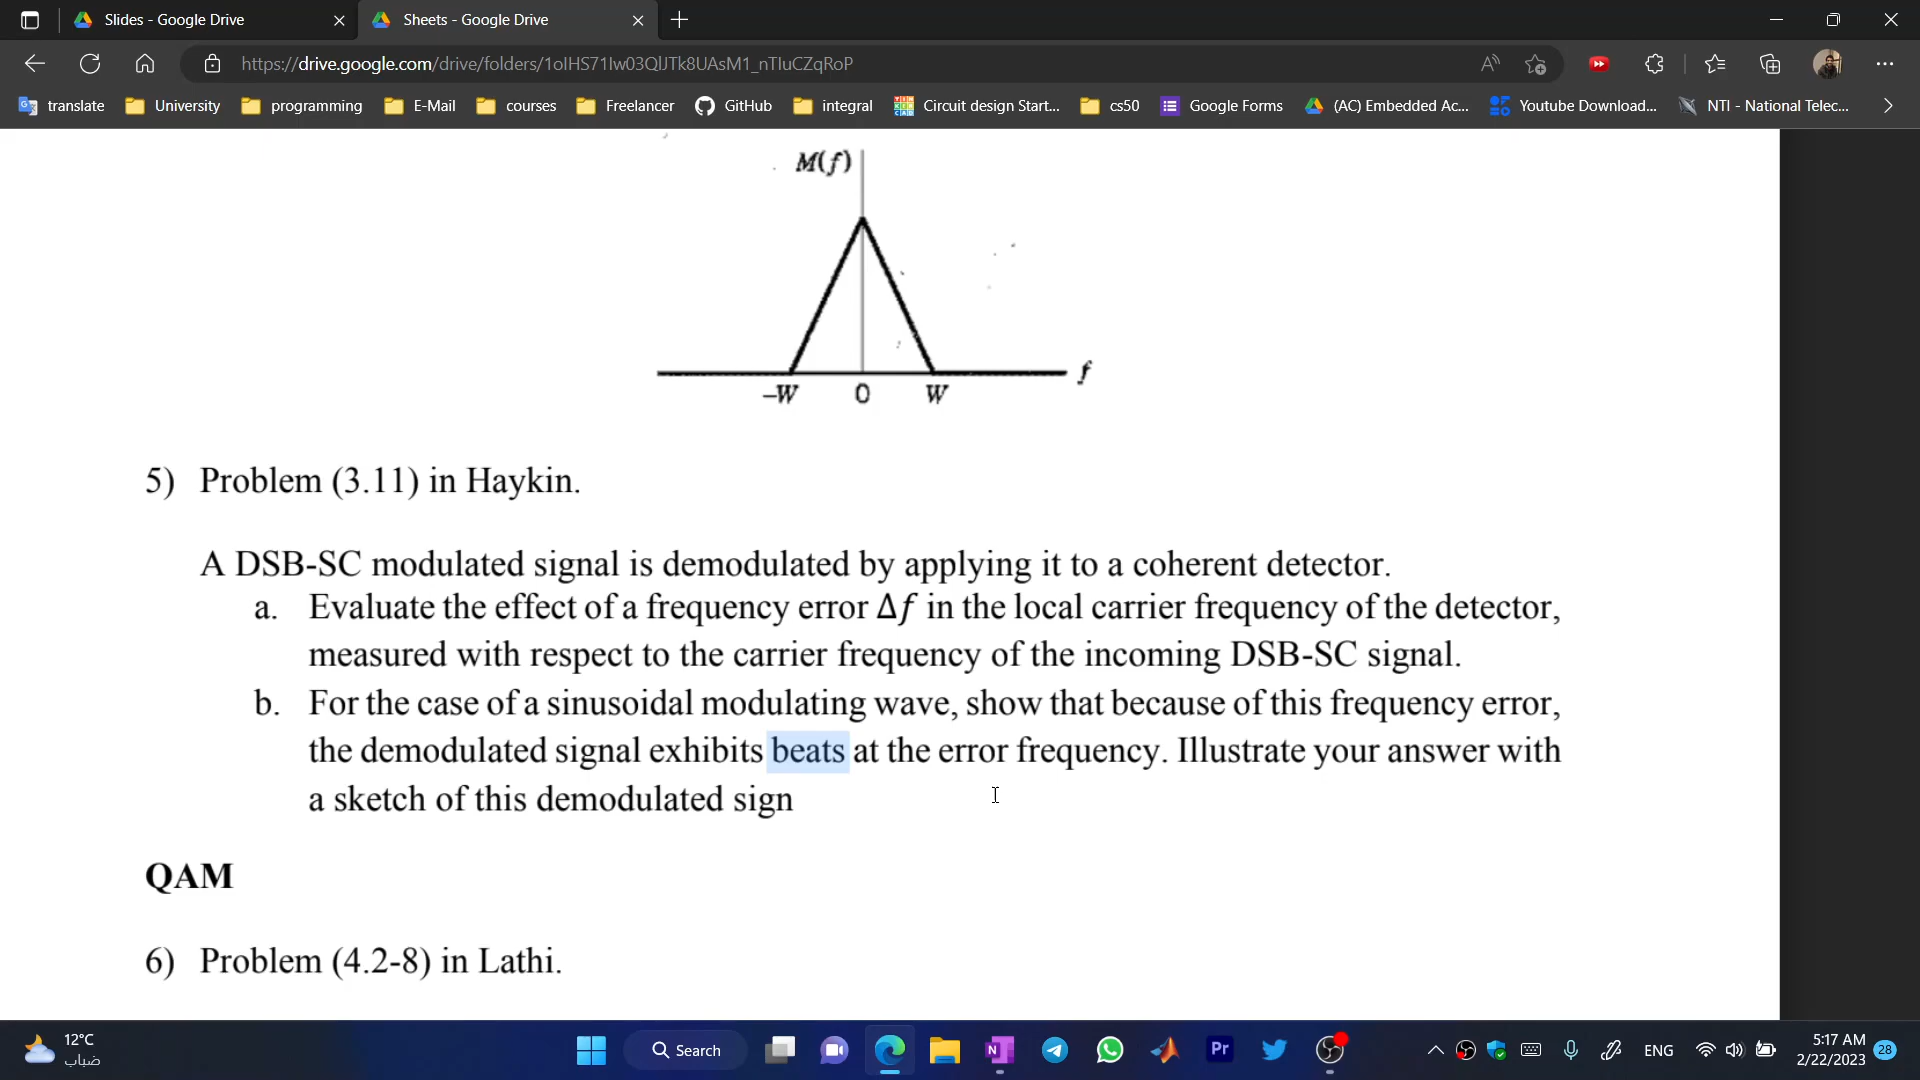 Slides - Google Drive
Sheets - Google Drive
https://drive.google.com/drive/folders/1oIHS71Iw03QlJTk8UAsM1_nTIuCZqRoP
translate
University
programming
E-Mail
courses
Freelancer
GitHub
integral
Circuit design Start...
cs50
Google Forms
(AC) Embedded Ac...
Youtube Download...
NTI - National Telec...
M(f)
f
-W 0 W
5) Problem (3.11) in Haykin.
A DSB-SC modulated signal is demodulated by applying it to a coherent detector.
a. Evaluate the effect of a frequency error Δf in the local carrier frequency of the detector,
measured with respect to the carrier frequency of the incoming DSB-SC signal.
b. For the case of a sinusoidal modulating wave, show that because of this frequency error,
the demodulated signal exhibits beats at the error frequency. Illustrate your answer with
a sketch of this demodulated sign
QAM
6) Problem (4.2-8) in Lathi.
12°C
ضباب
Search
N
Pr
ENG
5:17 AM
2/22/2023
28